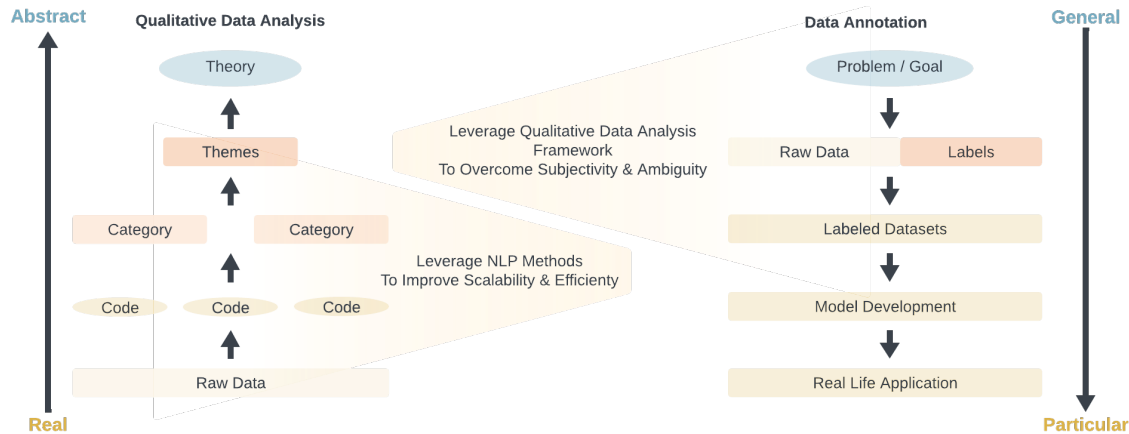 Abstract
Qualitative Data Analysis
Theory
Themes
Category
Category
Code
Code
Code
Raw Data
Real
Leverage Qualitative Data Analysis
Framework
To Overcome Subjectivity & Ambiguity
Leverage NLP Methods
To Improve Scalability & Efficienty
Data Annotation
General
Problem / Goal
Raw Data
Labels
Labeled Datasets
Model Development
Real Life Application
Particular